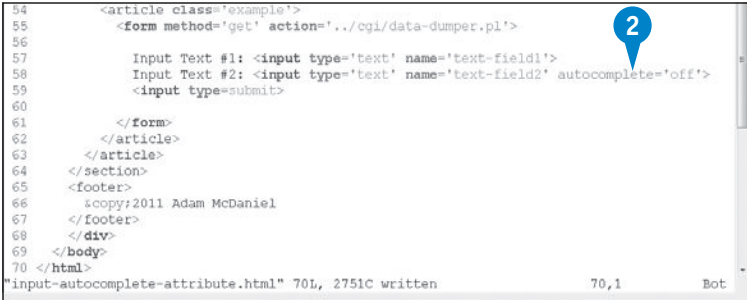 54          <article class='example'>
55            <form method='get' action='../cgi/data-dumper.pl'>
56
57              Input Text #1: <input type='text' name='text-field1'>
58              Input Text #2: <input type='text' name='text-field2' autocomplete='off'>
59              <input type=submit>
60
61            </form>
62          </article>
63        </article>
64      </section>
65      <footer>
66        &copy;2011 Adam McDaniel
67      </footer>
68      </div>
69    </body>
70  </html>
"input-autocomplete-attribute.html" 70L, 2751C written                    70,1          Bot
2